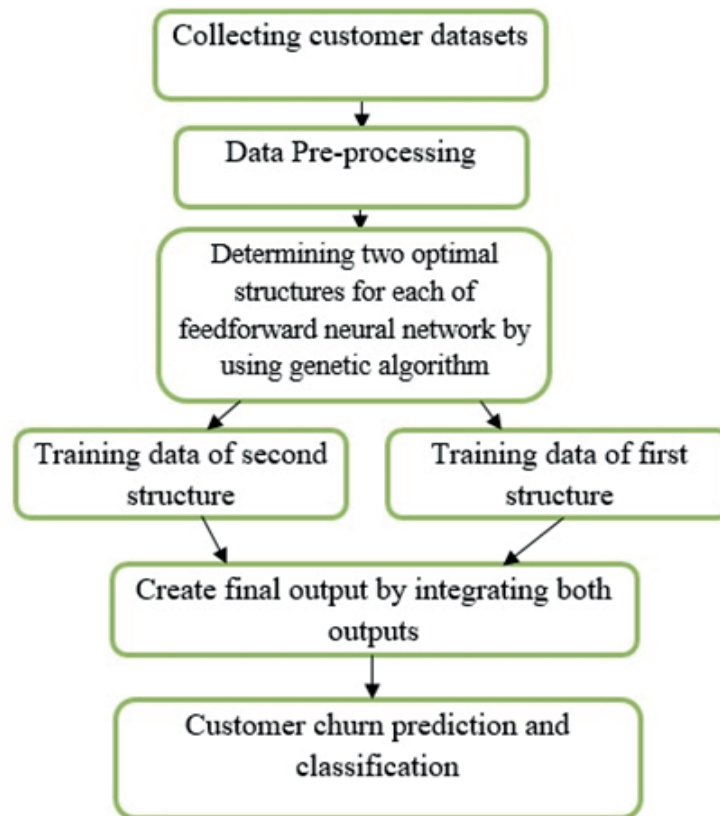 Collecting customer datasets
Data Pre-processing
Determining two optimal
structures for each of
feedforward neural network by
using genetic algorithm
Training data of second
structure
Training data of first
structure
Create final output by integrating both
outputs
Customer churn prediction and
classification